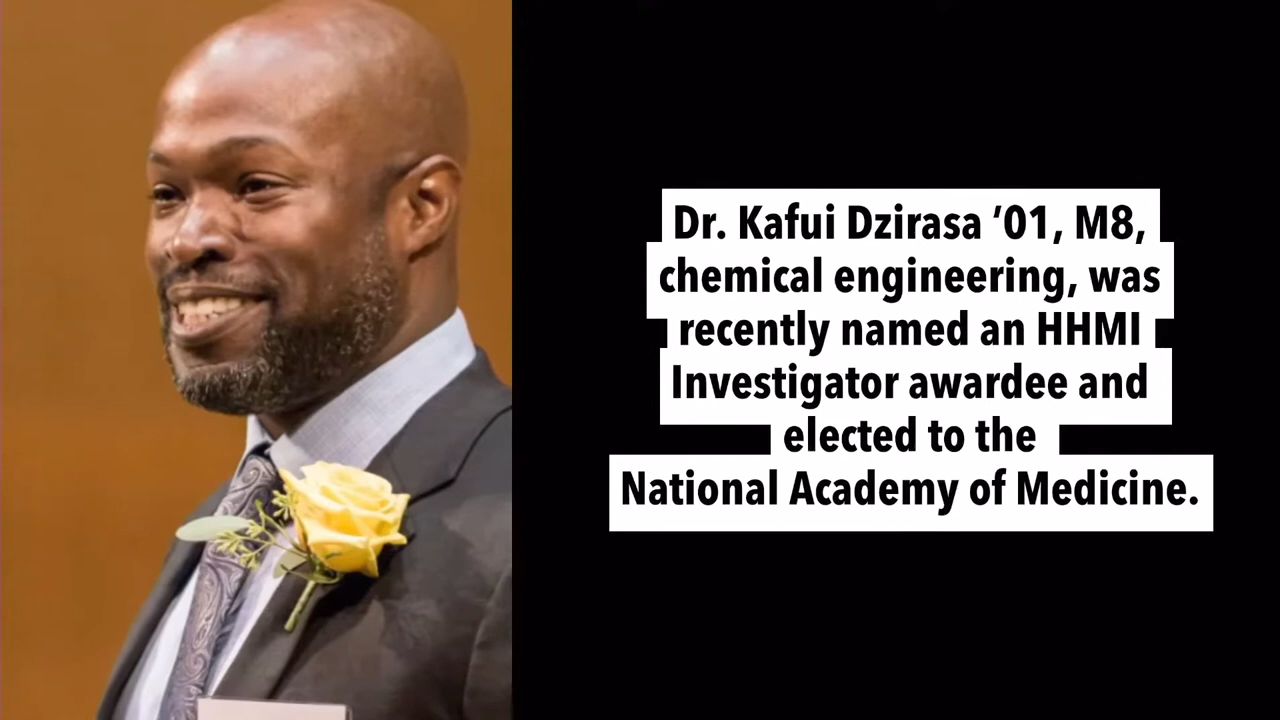 Dr. Kafui Dzirasa ’01, M8,
chemical engineering, was
recently named an HHMI
Investigator awardee and
elected to the
National Academy of Medicine.